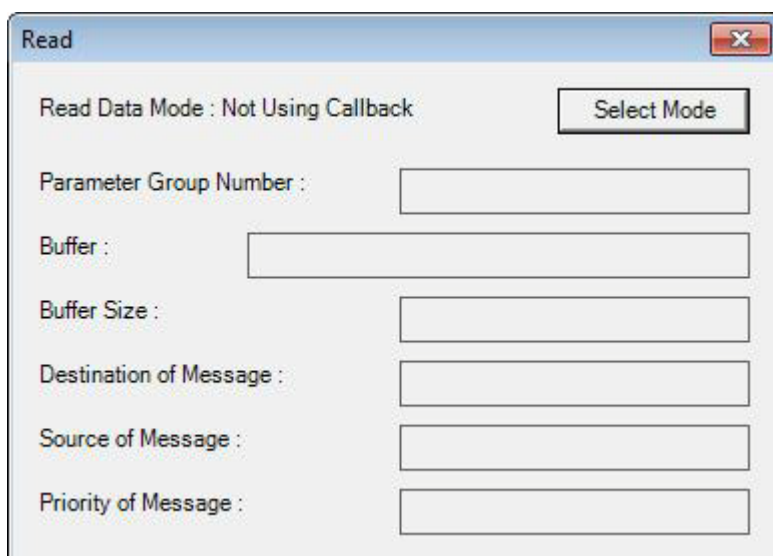 Read
Read Data Mode : Not Using Callback
Select Mode
Parameter Group Number :
Buffer :
Buffer Size :
Destination of Message :
Source of Message :
Priority of Message :